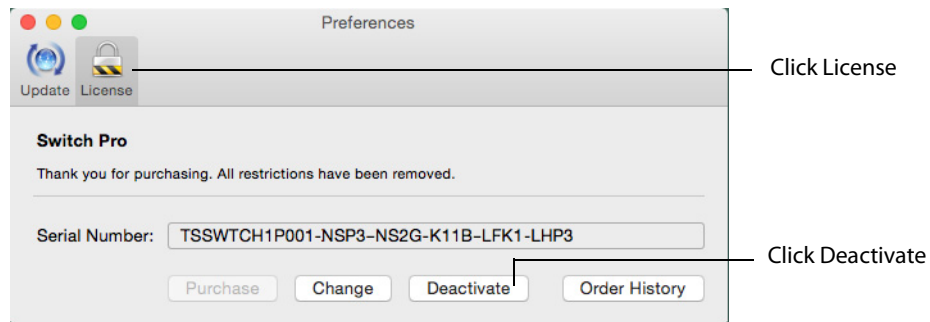 Preferences
Update License
Click License
Switch Pro
Thank you for purchasing. All restrictions have been removed.
Serial Number: TSSWTCH1P001-NSP3-NS2G-K11B-LFK1-LHP3
Click Deactivate
Purchase Change Deactivate Order History